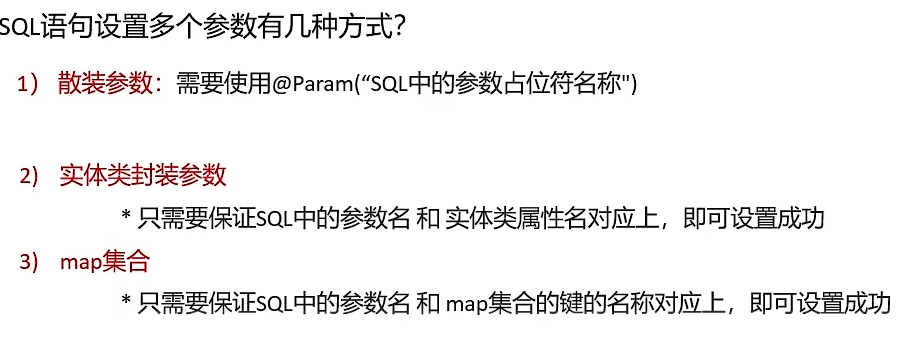 SQL语句设置多个参数有几种方式？
1） 散装参数：需要使用@Param(“SQL中的参数占位符名称")
2) 实体类封装参数
* 只需要保证SQL中的参数名 和 实体类属性名对应上，即可设置成功
3) map集合
* 只需要保证SQL中的参数名 和 map集合的键的名称对应上，即可设置成功